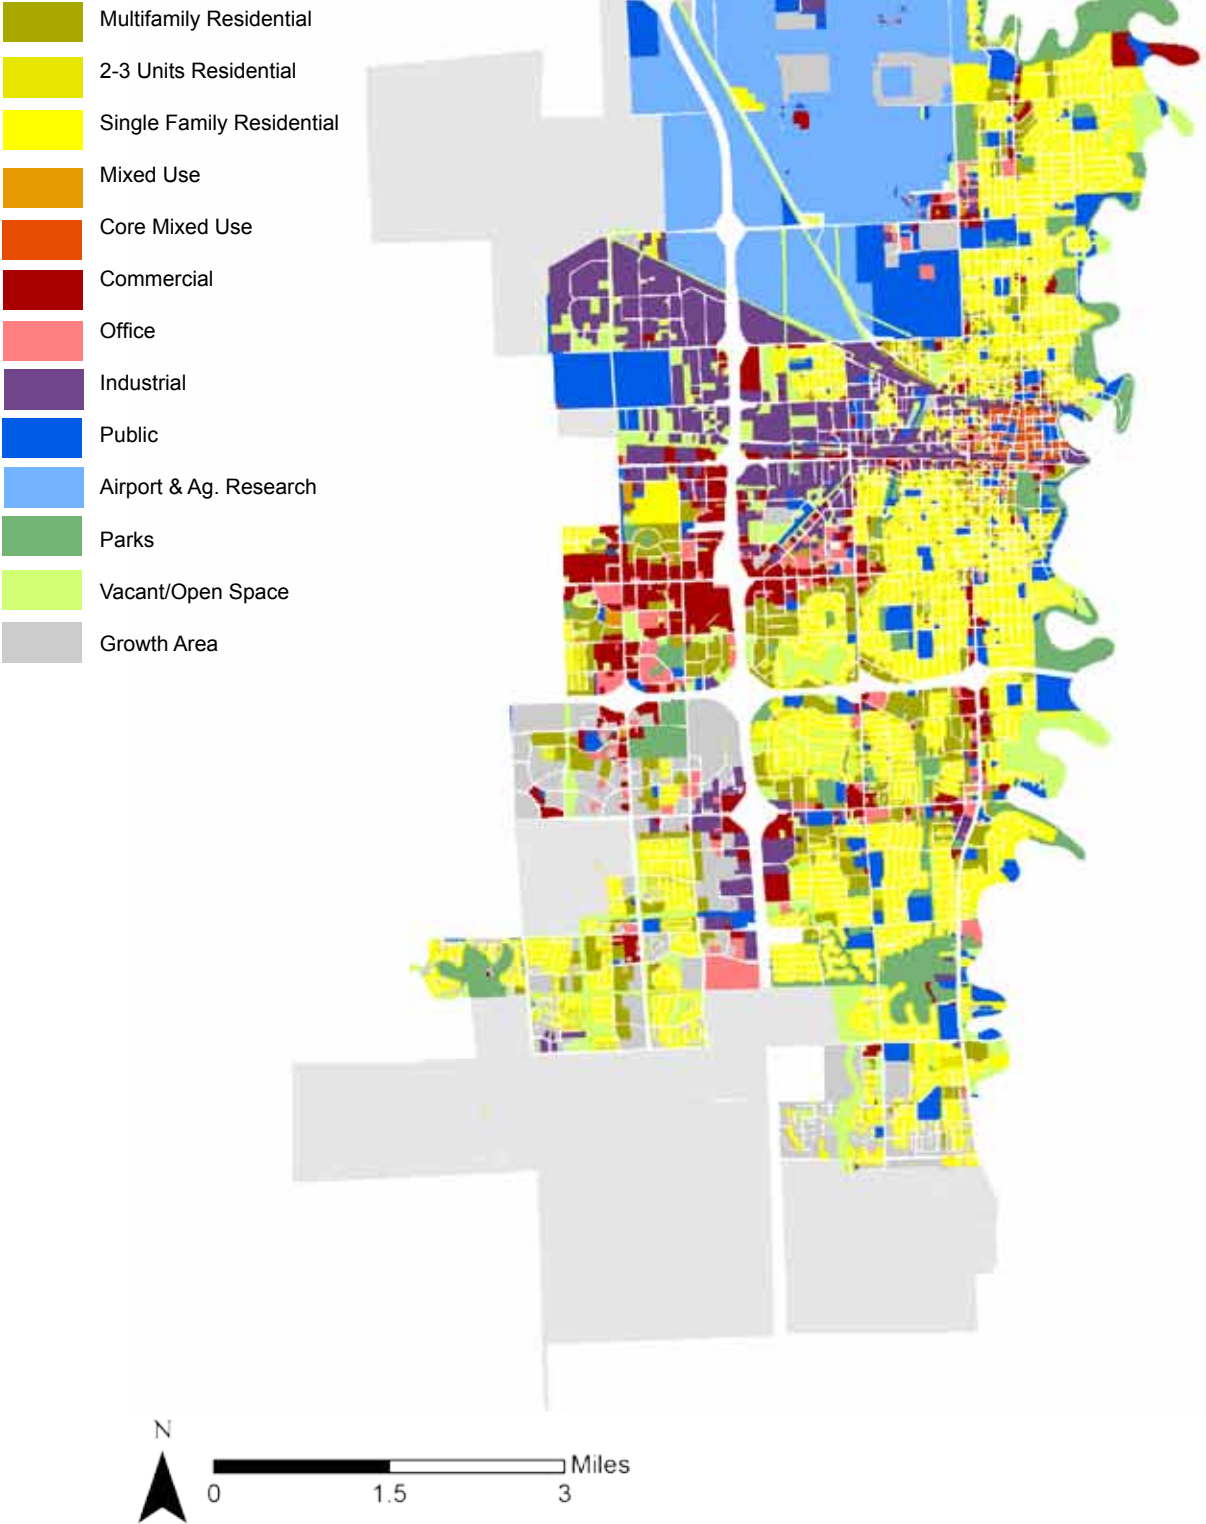 Multifamily Residential
2-3 Units Residential
Single Family Residential
Mixed Use
Core Mixed Use
Commercial
Office
Industrial
Public
Airport & Ag. Research
Parks
Vacant/Open Space
Growth Area
N
Miles
0 1.5 3